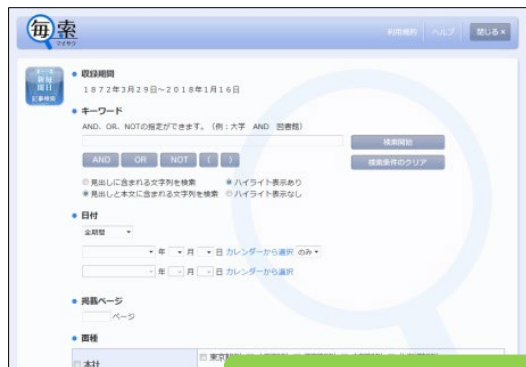 毎索
マイサク
利用規約 ヘルプ 閉じる×
毎日新聞
記事検索
収録期間
1872年3月29日~2018年1月16日
キーワード
AND、OR、NOTの指定ができます。（例：大学 AND 図書館）
検索開始
AND OR NOT ( ) 検索条件のクリア
見出しに含まれる文字列を検索 ハイライト表示あり
見出しと本文に含まれる文字列を検索 ハイライト表示なし
日付
全期間
年 月 日 カレンダーから選択 のみ
年 月 日 カレンダーから選択
掲載ページ
ページ
面種
本社